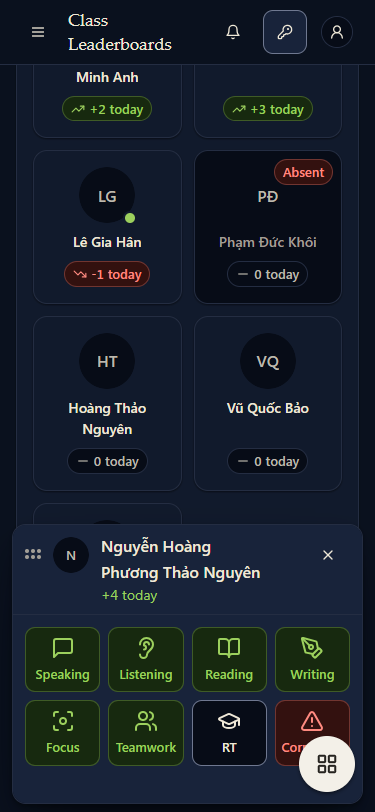 Class
Leaderboards
Minh Anh
+2 today
+3 today
Absent
LG
PĐ
Lê Gia Hân
Phạm Đức Khôi
-1 today
0 today
HT
VQ
Hoàng Thảo
Nguyên
Vũ Quốc Bảo
0 today
0 today
N
Nguyễn Hoàng
Phương Thảo Nguyên
+4 today
Speaking
Listening
Reading
Writing
Focus
Teamwork
RT